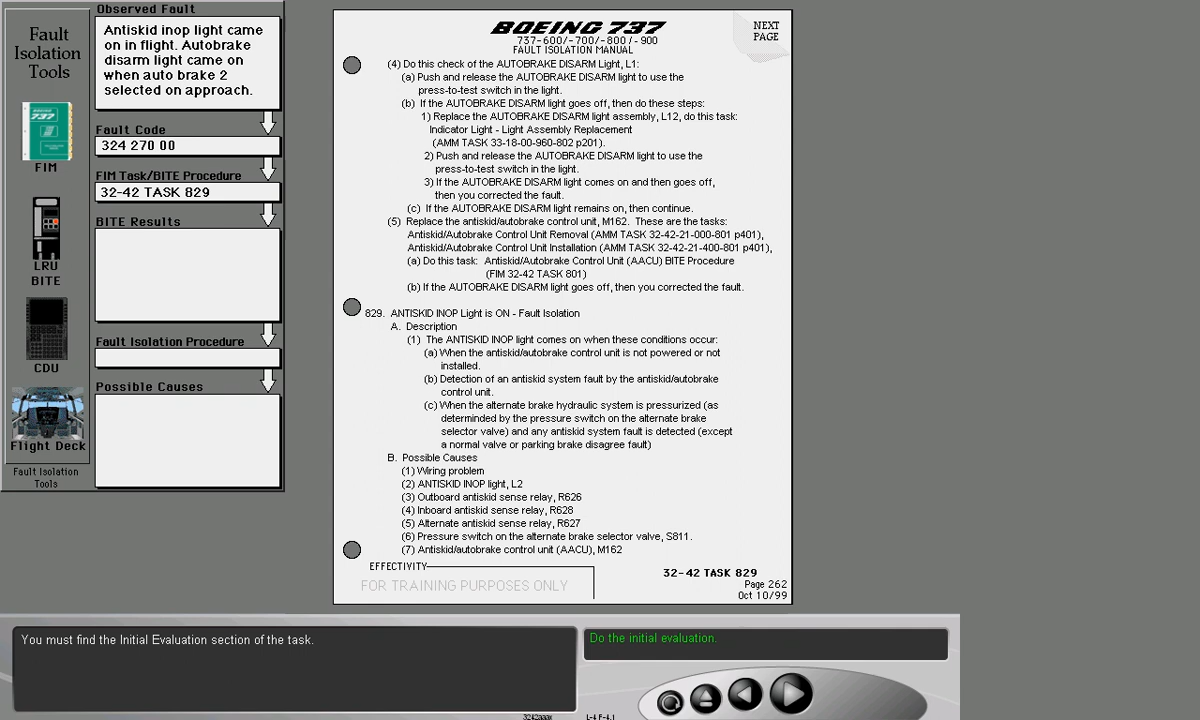 Fault
Isolation
Tools
FIM
LRU
BITE
CDU
Flight Deck
Fault Isolation
Tools
Observed Fault
Antiskid inop light came
on in flight. Autobrake
disarm light came on
when auto brake 2
selected on approach.
Fault Code
324 270 00
FIM Task/BITE Procedure
32-42 TASK 829
BITE Results
Fault Isolation Procedure
Possible Causes
BOEING 737
737-600/-700/-800/-900
FAULT ISOLATION MANUAL
NEXT
PAGE
(4) Do this check of the AUTOBRAKE DISARM Light, L1:
(a) Push and release the AUTOBRAKE DISARM light to use the
press-to-test switch in the light.
(b) If the AUTOBRAKE DISARM light goes off, then do these steps:
1) Replace the AUTOBRAKE DISARM light assembly, L12, do this task:
Indicator Light - Light Assembly Replacement
(AMM TASK 33-18-00-960-802 p201).
2) Push and release the AUTOBRAKE DISARM light to use the
press-to-test switch in the light.
3) If the AUTOBRAKE DISARM light comes on and then goes off,
then you corrected the fault.
(c) If the AUTOBRAKE DISARM light remains on, then continue.
(5) Replace the antiskid/autobrake control unit, M162. These are the tasks:
Antiskid/Autobrake Control Unit Removal (AMM TASK 32-42-21-000-801 p401),
Antiskid/Autobrake Control Unit Installation (AMM TASK 32-42-21-400-801 p401),
(a) Do this task: Antiskid/Autobrake Control Unit (AACU) BITE Procedure
(FIM 32-42 TASK 801)
(b) If the AUTOBRAKE DISARM light goes off, then you corrected the fault.
829. ANTISKID INOP Light is ON - Fault Isolation
A. Description
(1) The ANTISKID INOP light comes on when these conditions occur:
(a) When the antiskid/autobrake control unit is not powered or not
installed.
(b) Detection of an antiskid system fault by the antiskid/autobrake
control unit.
(c) When the alternate brake hydraulic system is pressurized (as
determinded by the pressure switch on the alternate brake
selector valve) and any antiskid system fault is detected (except
a normal valve or parking brake disagree fault)
B. Possible Causes
(1) Wiring problem
(2) ANTISKID INOP light, L2
(3) Outboard antiskid sense relay, R626
(4) Inboard antiskid sense relay, R628
(5) Alternate antiskid sense relay, R627
(6) Pressure switch on the alternate brake selector valve, S811.
(7) Antiskid/autobrake control unit (AACU), M162
EFFECTIVITY
FOR TRAINING PURPOSES ONLY
32-42 TASK 829
Page 262
Oct 10/99
You must find the Initial Evaluation section of the task.
Do the initial evaluation.
L-4 F-4.1